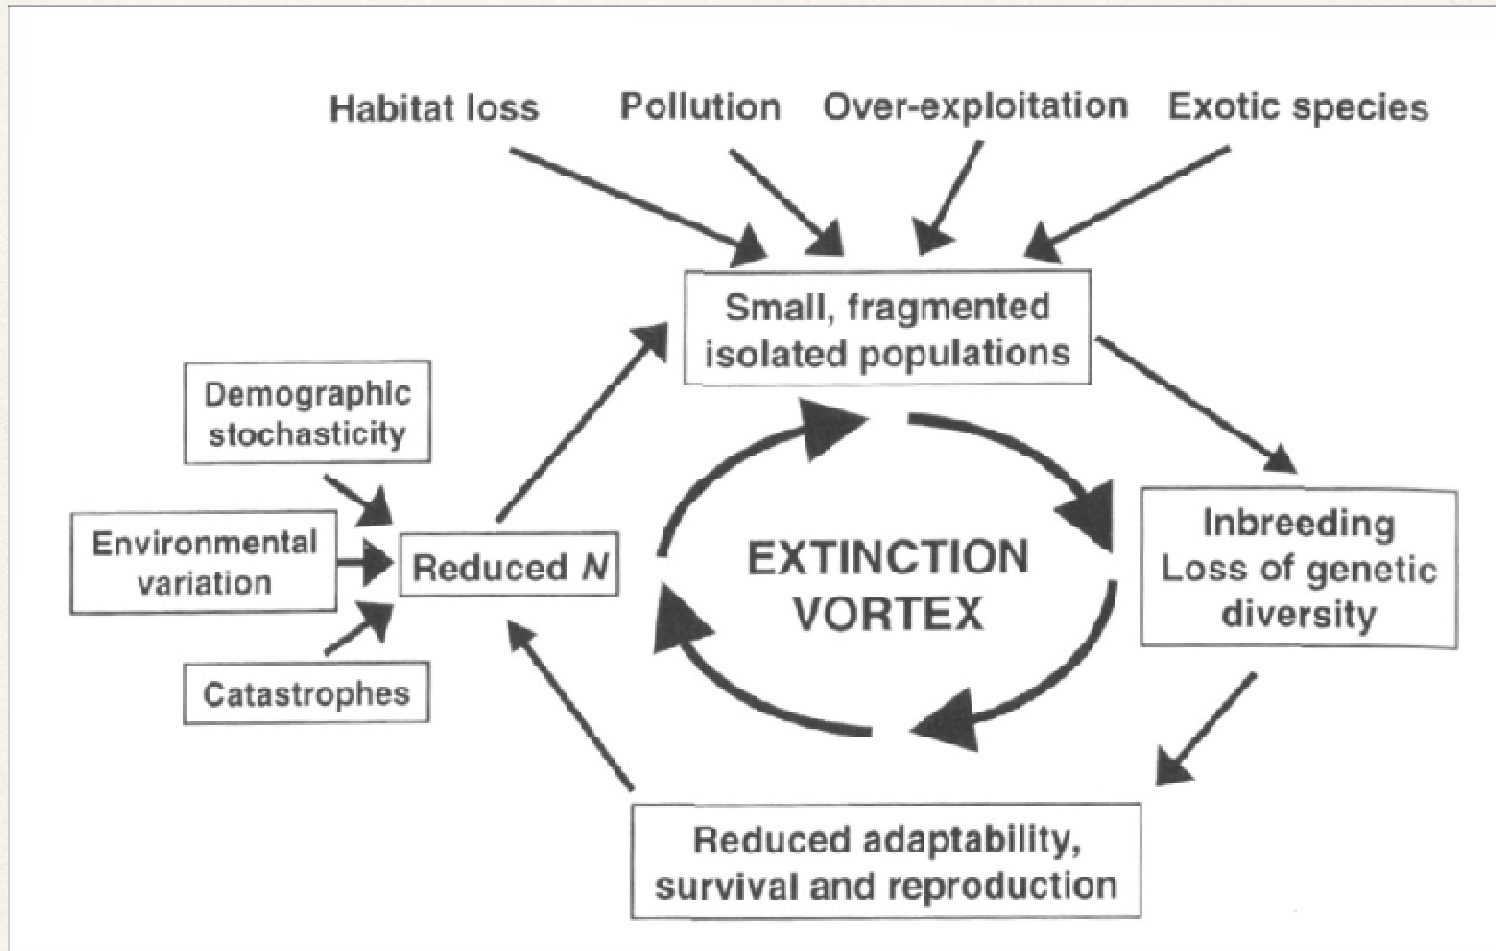 Habitat loss
Pollution
Over-exploitation
Exotic species
Small, fragmented
isolated populations
Demographic
stochasticity
Environmental
variation
Catastrophes
Reduced N
EXTINCTION
VORTEX
Inbreeding
Loss of genetic
diversity
Reduced adaptability,
survival and reproduction